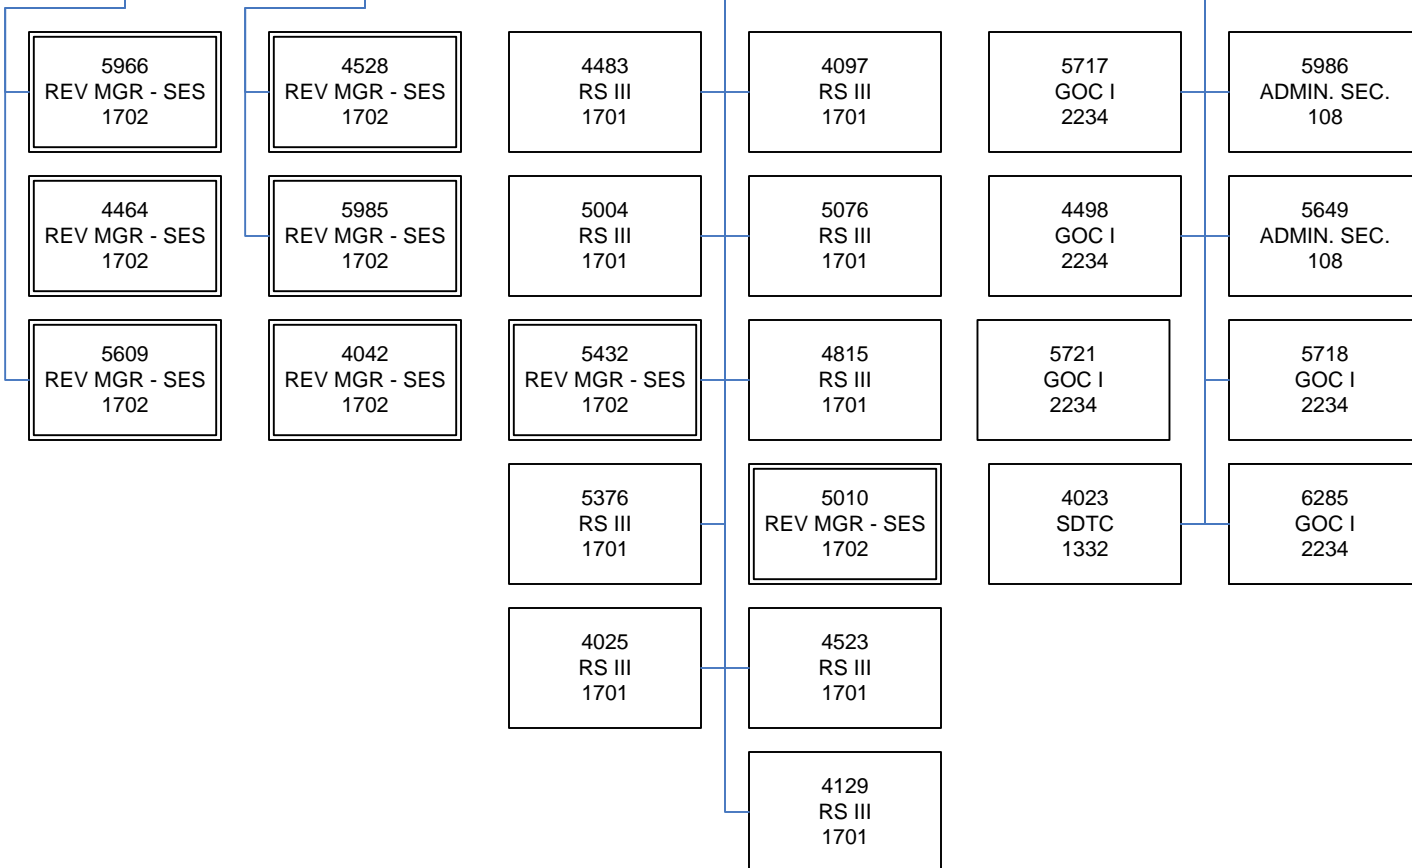 5966
REV MGR - SES
1702
4528
REV MGR - SES
1702
4483
RS III
1701
4097
RS III
1701
5717
GOC I
2234
5986
ADMIN. SEC.
108
4464
REV MGR - SES
1702
5985
REV MGR - SES
1702
5004
RS III
1701
5076
RS III
1701
4498
GOC I
2234
5649
ADMIN. SEC.
108
5609
REV MGR - SES
1702
4042
REV MGR - SES
1702
5432
REV MGR - SES
1702
4815
RS III
1701
5721
GOC I
2234
5718
GOC I
2234
5376
RS III
1701
5010
REV MGR - SES
1702
4023
SDTC
1332
6285
GOC I
2234
4025
RS III
1701
4523
RS III
1701
4129
RS III
1701